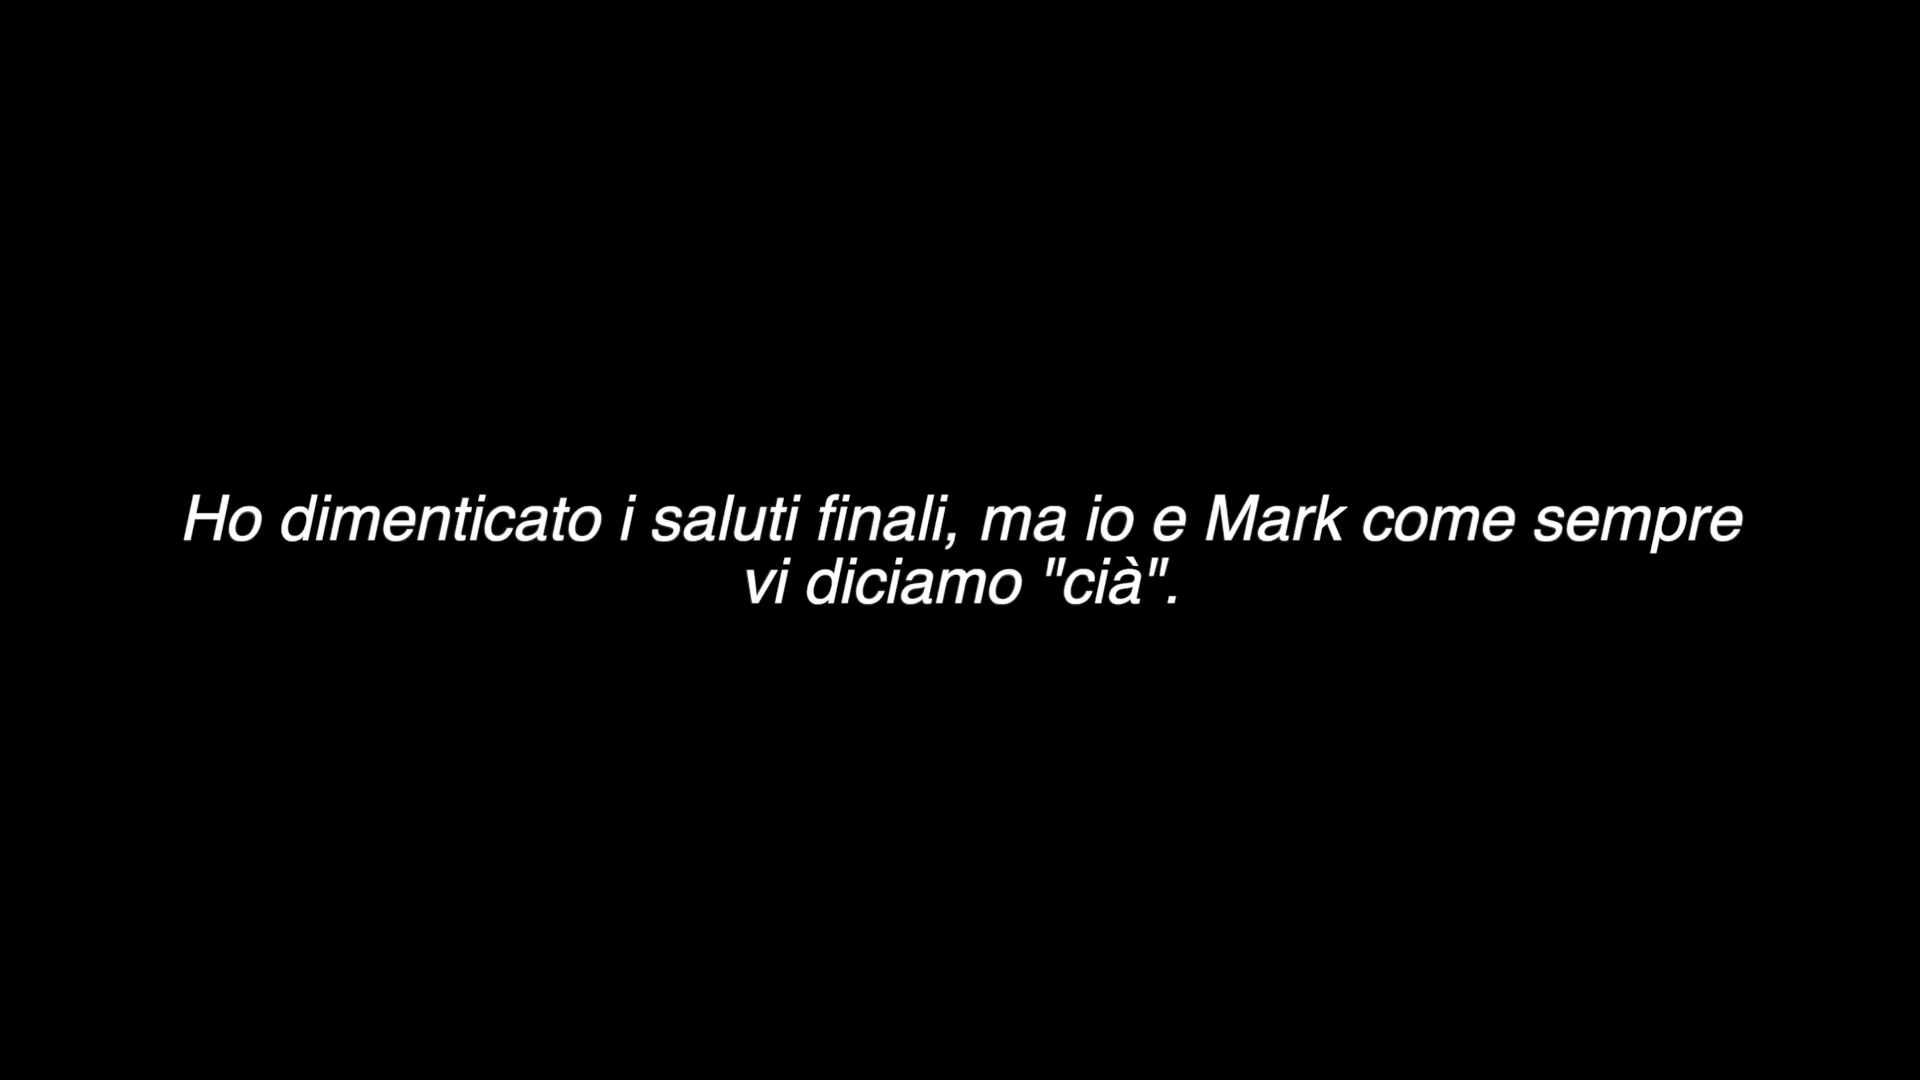 Ho dimenticato i saluti finali, ma io e Mark come sempre
vi diciamo "cià".